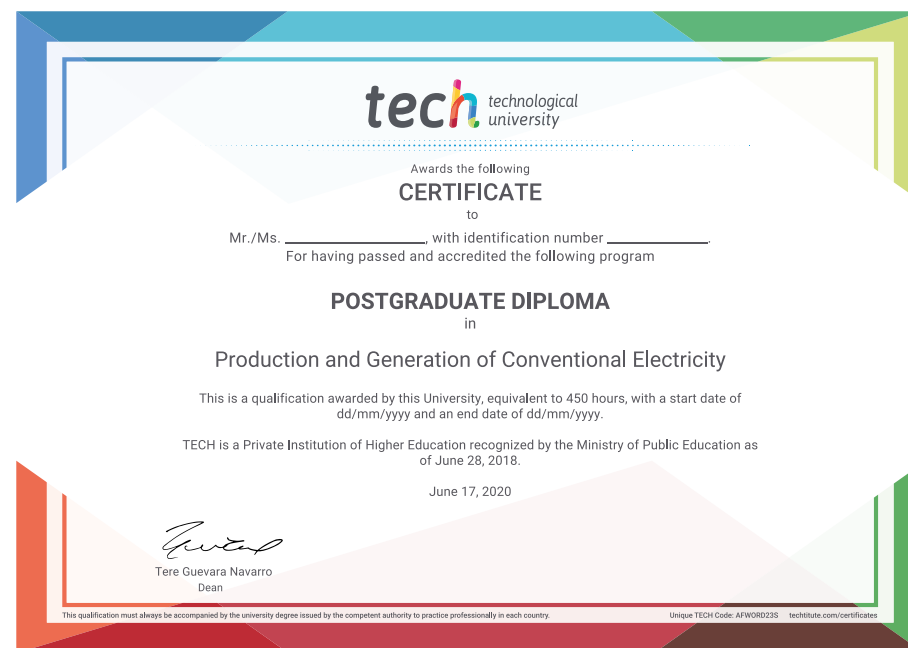 tech technological
university
Awards the following
CERTIFICATE
to
Mr./Ms. ____________________, with identification number ______________.
For having passed and accredited the following program
POSTGRADUATE DIPLOMA
in
Production and Generation of Conventional Electricity
This is a qualification awarded by this University, equivalent to 450 hours, with a start date of
dd/mm/yyyy and an end date of dd/mm/yyyy.
TECH is a Private Institution of Higher Education recognized by the Ministry of Public Education as
of June 28, 2018.
June 17, 2020
Tere Guevara Navarro
Dean
This qualification must always be accompanied by the university degree issued by the competent authority to practice professionally in each country. Unique TECH Code: AFWORD23S techtitute.com/certificates